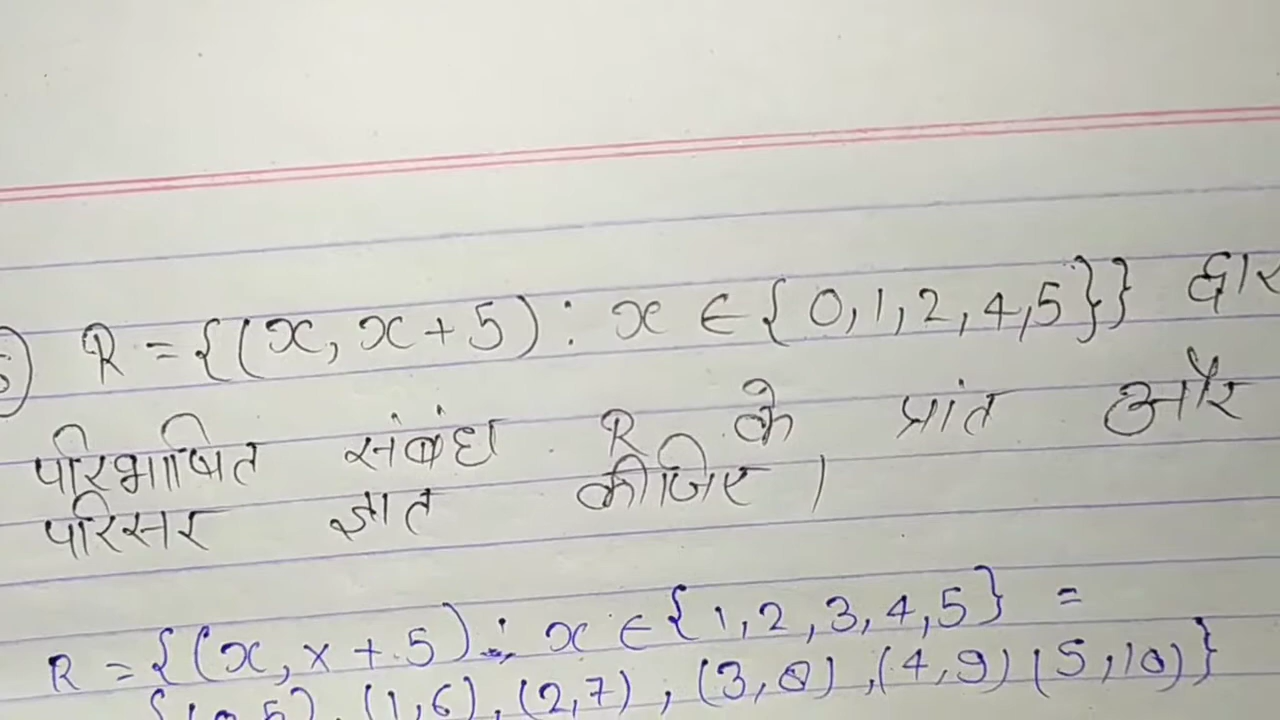 R = {(x, x + 5) : x ∈ {0, 1, 2, 4, 5}}
परिभाषित संबंध R के प्रांत और
परिसर ज्ञात कीजिए।
R = {(x, x + 5) : x ∈ {1, 2, 3, 4, 5} =
(1, 6), (2, 7), (3, 8), (4, 9) (5, 10)}